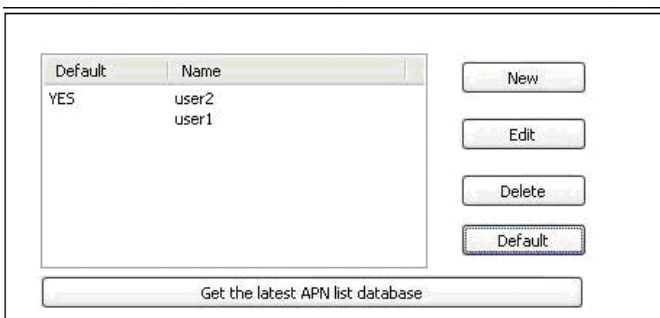 Default Name
YES user2
user1
New
Edit
Delete
Default
Get the latest APN list database